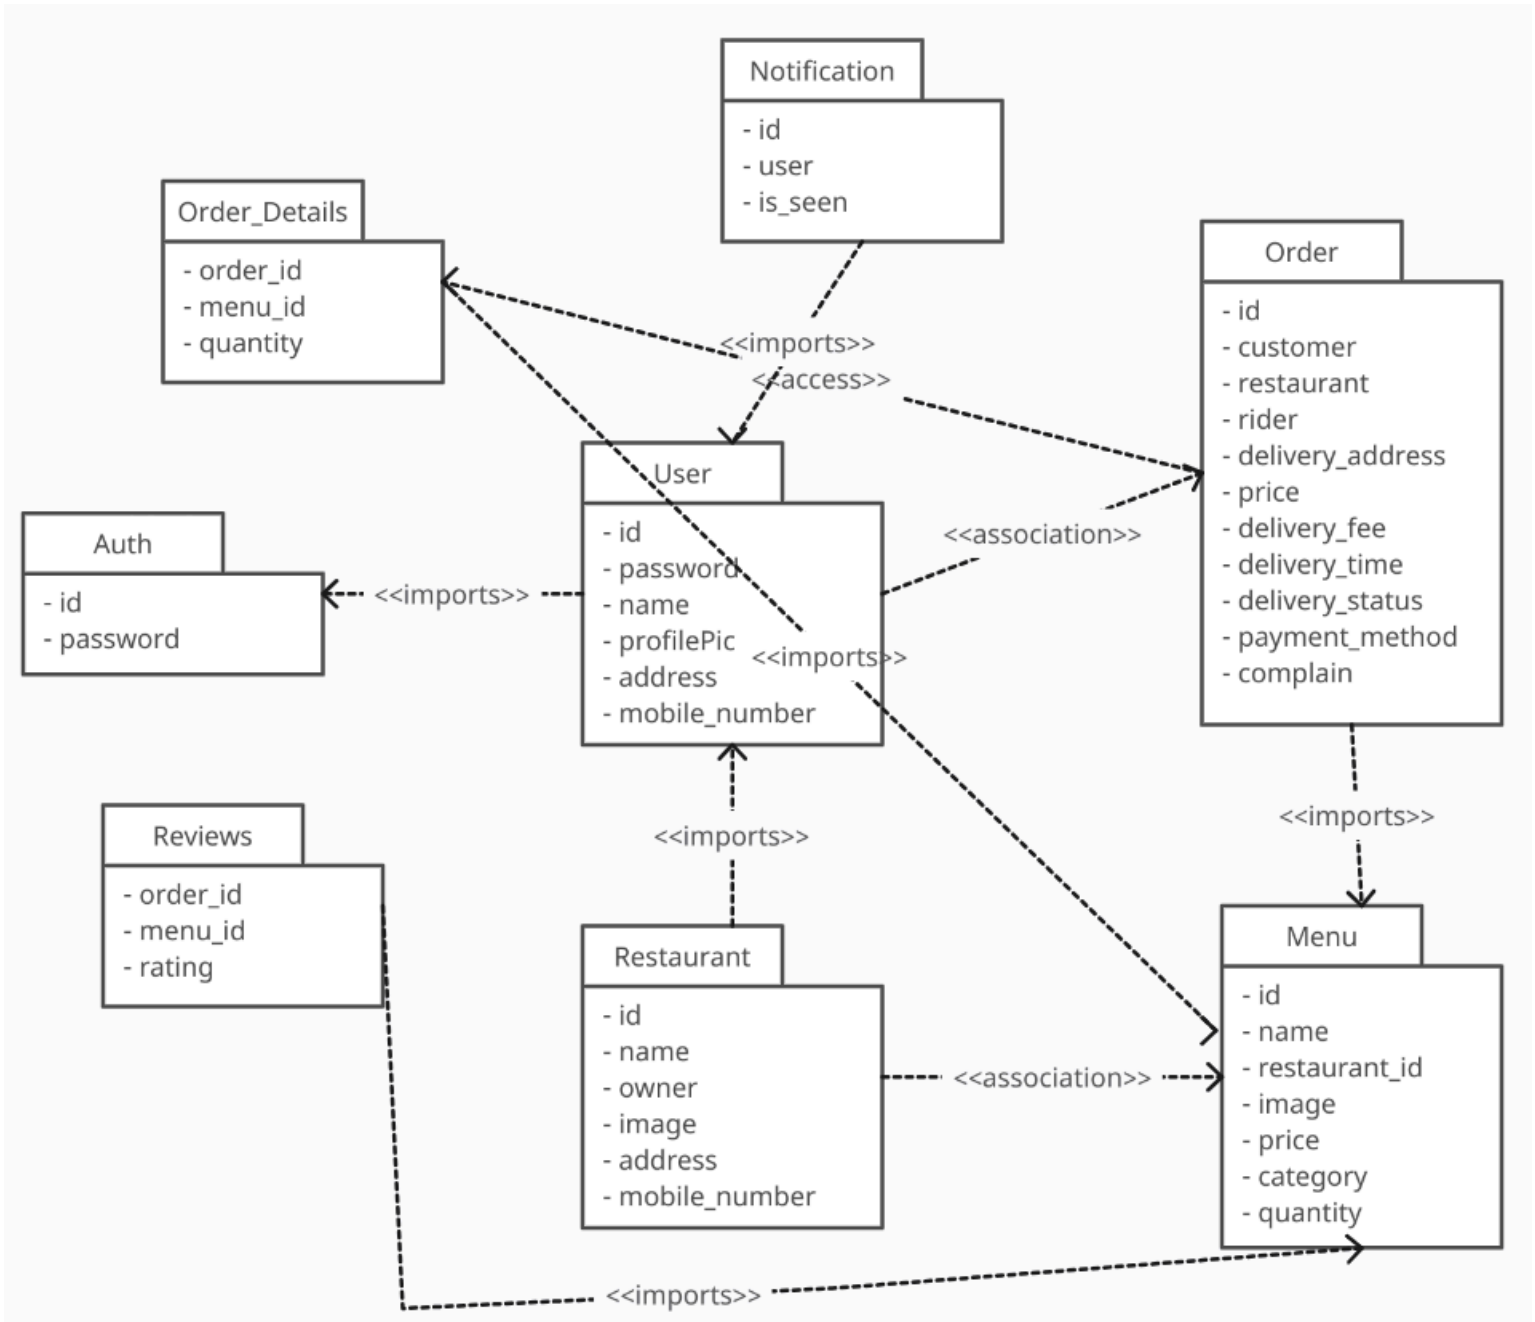 Notification
- id
- user
- is_seen
Order_Details
- order_id
- menu_id
- quantity
Order
- id
- customer
- restaurant
- rider
- delivery_address
- price
- delivery_fee
- delivery_time
- delivery_status
- payment_method
- complain
<<imports>>
<<access>>
User
- id
- password
- name
- profilePic
- address
- mobile_number
<<association>>
Auth
- id
- password
<<imports>>
<<imports>>
<<imports>>
<<imports>>
Reviews
- order_id
- menu_id
- rating
Restaurant
- id
- name
- owner
- image
- address
- mobile_number
<<association>>
Menu
- id
- name
- restaurant_id
- image
- price
- category
- quantity
<<imports>>